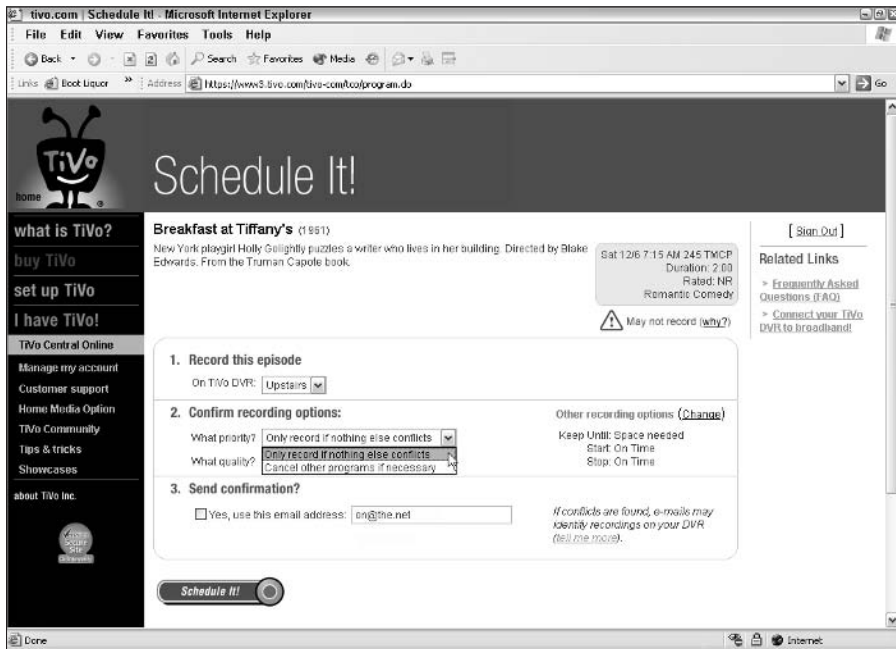 tivo.com | Schedule It! - Microsoft Internet Explorer
File Edit View Favorites Tools Help
Back Search Favorites Media
Links Boot Liquor » Address https://www3.tivo.com/tivo-com/tco/program.do Go
TiVo
home
Schedule It!
what is TiVo?
buy TiVo
set up TiVo
I have TiVo!
TiVo Central Online
Manage my account
Customer support
Home Media Option
TiVo Community
Tips & tricks
Showcases
about TiVo Inc.
Breakfast at Tiffany's (1961)
New York playgirl Holly Golightly puzzles a writer who lives in her building. Directed by Blake
Edwards. From the Truman Capote book.
Sat 12/6 7:15 AM 245 TMCP
Duration: 2:00
Rated: NR
Romantic Comedy
May not record (why?)
1. Record this episode
On TiVo DVR: Upstairs
2. Confirm recording options:
What priority? Only record if nothing else conflicts
Only record if nothing else conflicts
What quality? Cancel other programs if necessary
Other recording options (Change)
Keep Until: Space needed
Start: On Time
Stop: On Time
3. Send confirmation?
Yes, use this email address: on@the.net
If conflicts are found, e-mails may
identify recordings on your DVR
(tell me more).
Schedule It!
[ Sign Out ]
Related Links
» Frequently Asked
Questions (FAQ)
» Connect your TiVo
DVR to broadband!
Done Internet